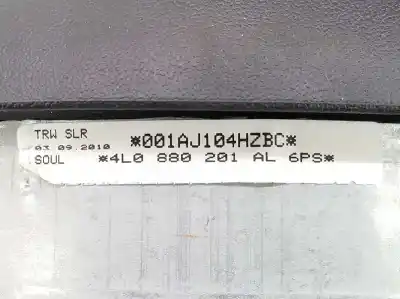 TRW SLR *001AJ104HZBC*
03 09.2010
SOUL *4L0 880 201 AL 6PS*